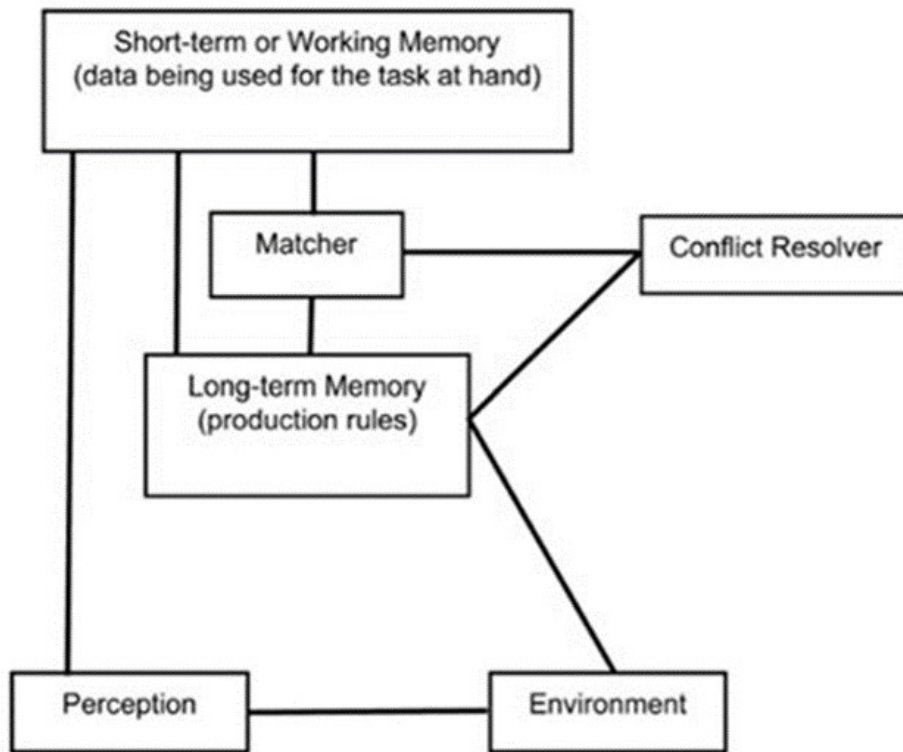 Short-term or Working Memory
(data being used for the task at hand)
Matcher
Conflict Resolver
Long-term Memory
(production rules)
Perception
Environment